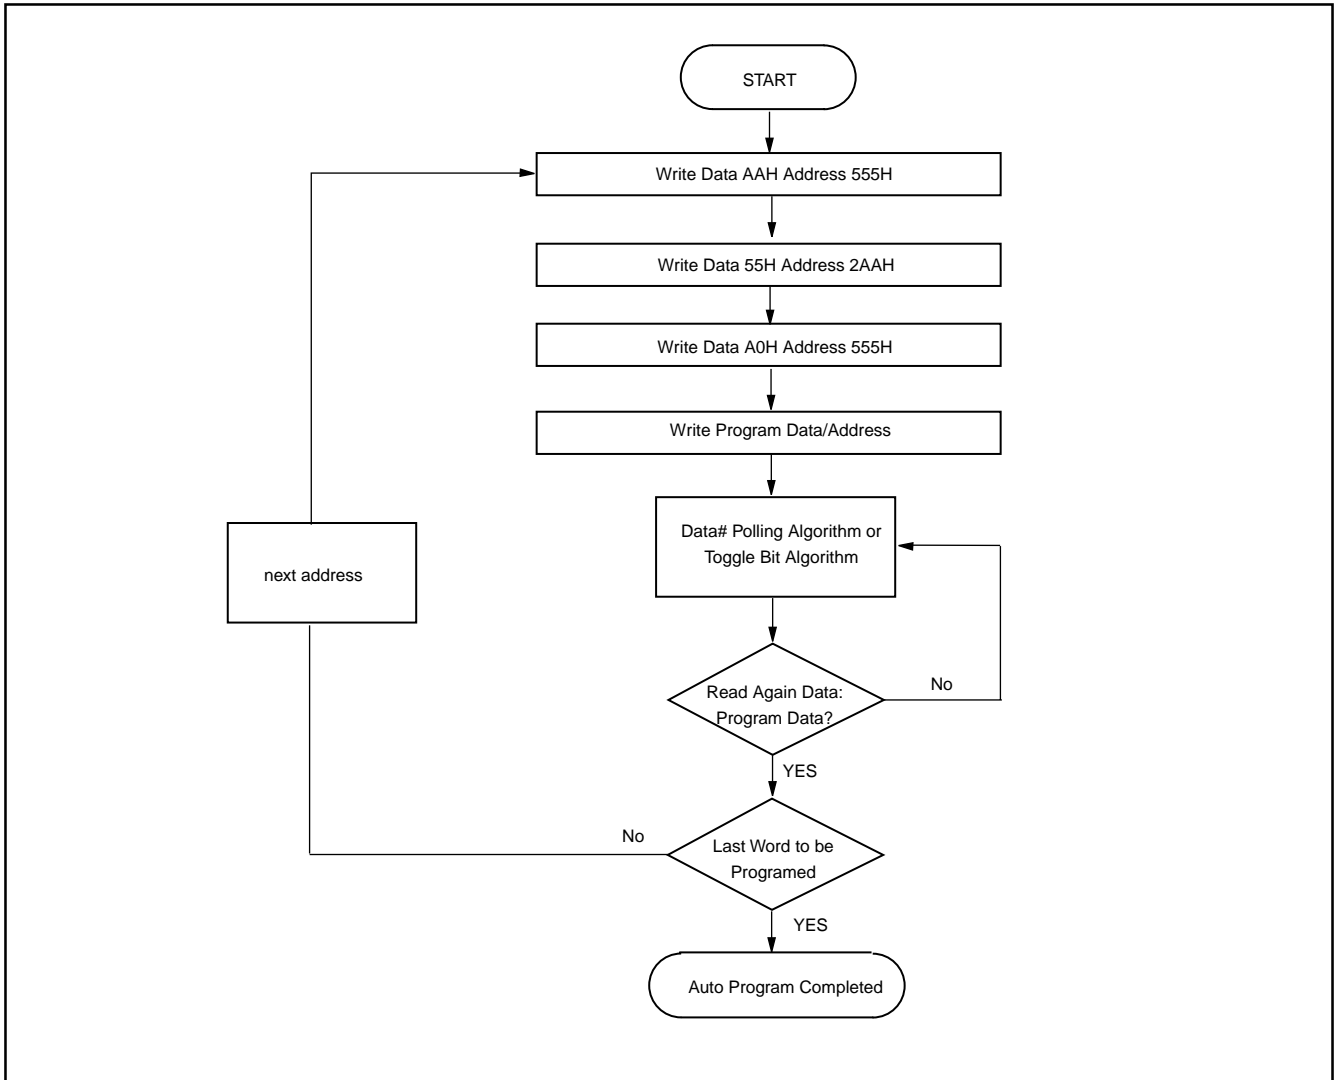 START
Write Data AAH Address 555H
Write Data 55H Address 2AAH
Write Data A0H Address 555H
Write Program Data/Address
Data# Polling Algorithm or
Toggle Bit Algorithm
next address
Read Again Data:
Program Data?
No
YES
No
Last Word to be
Programed
YES
Auto Program Completed